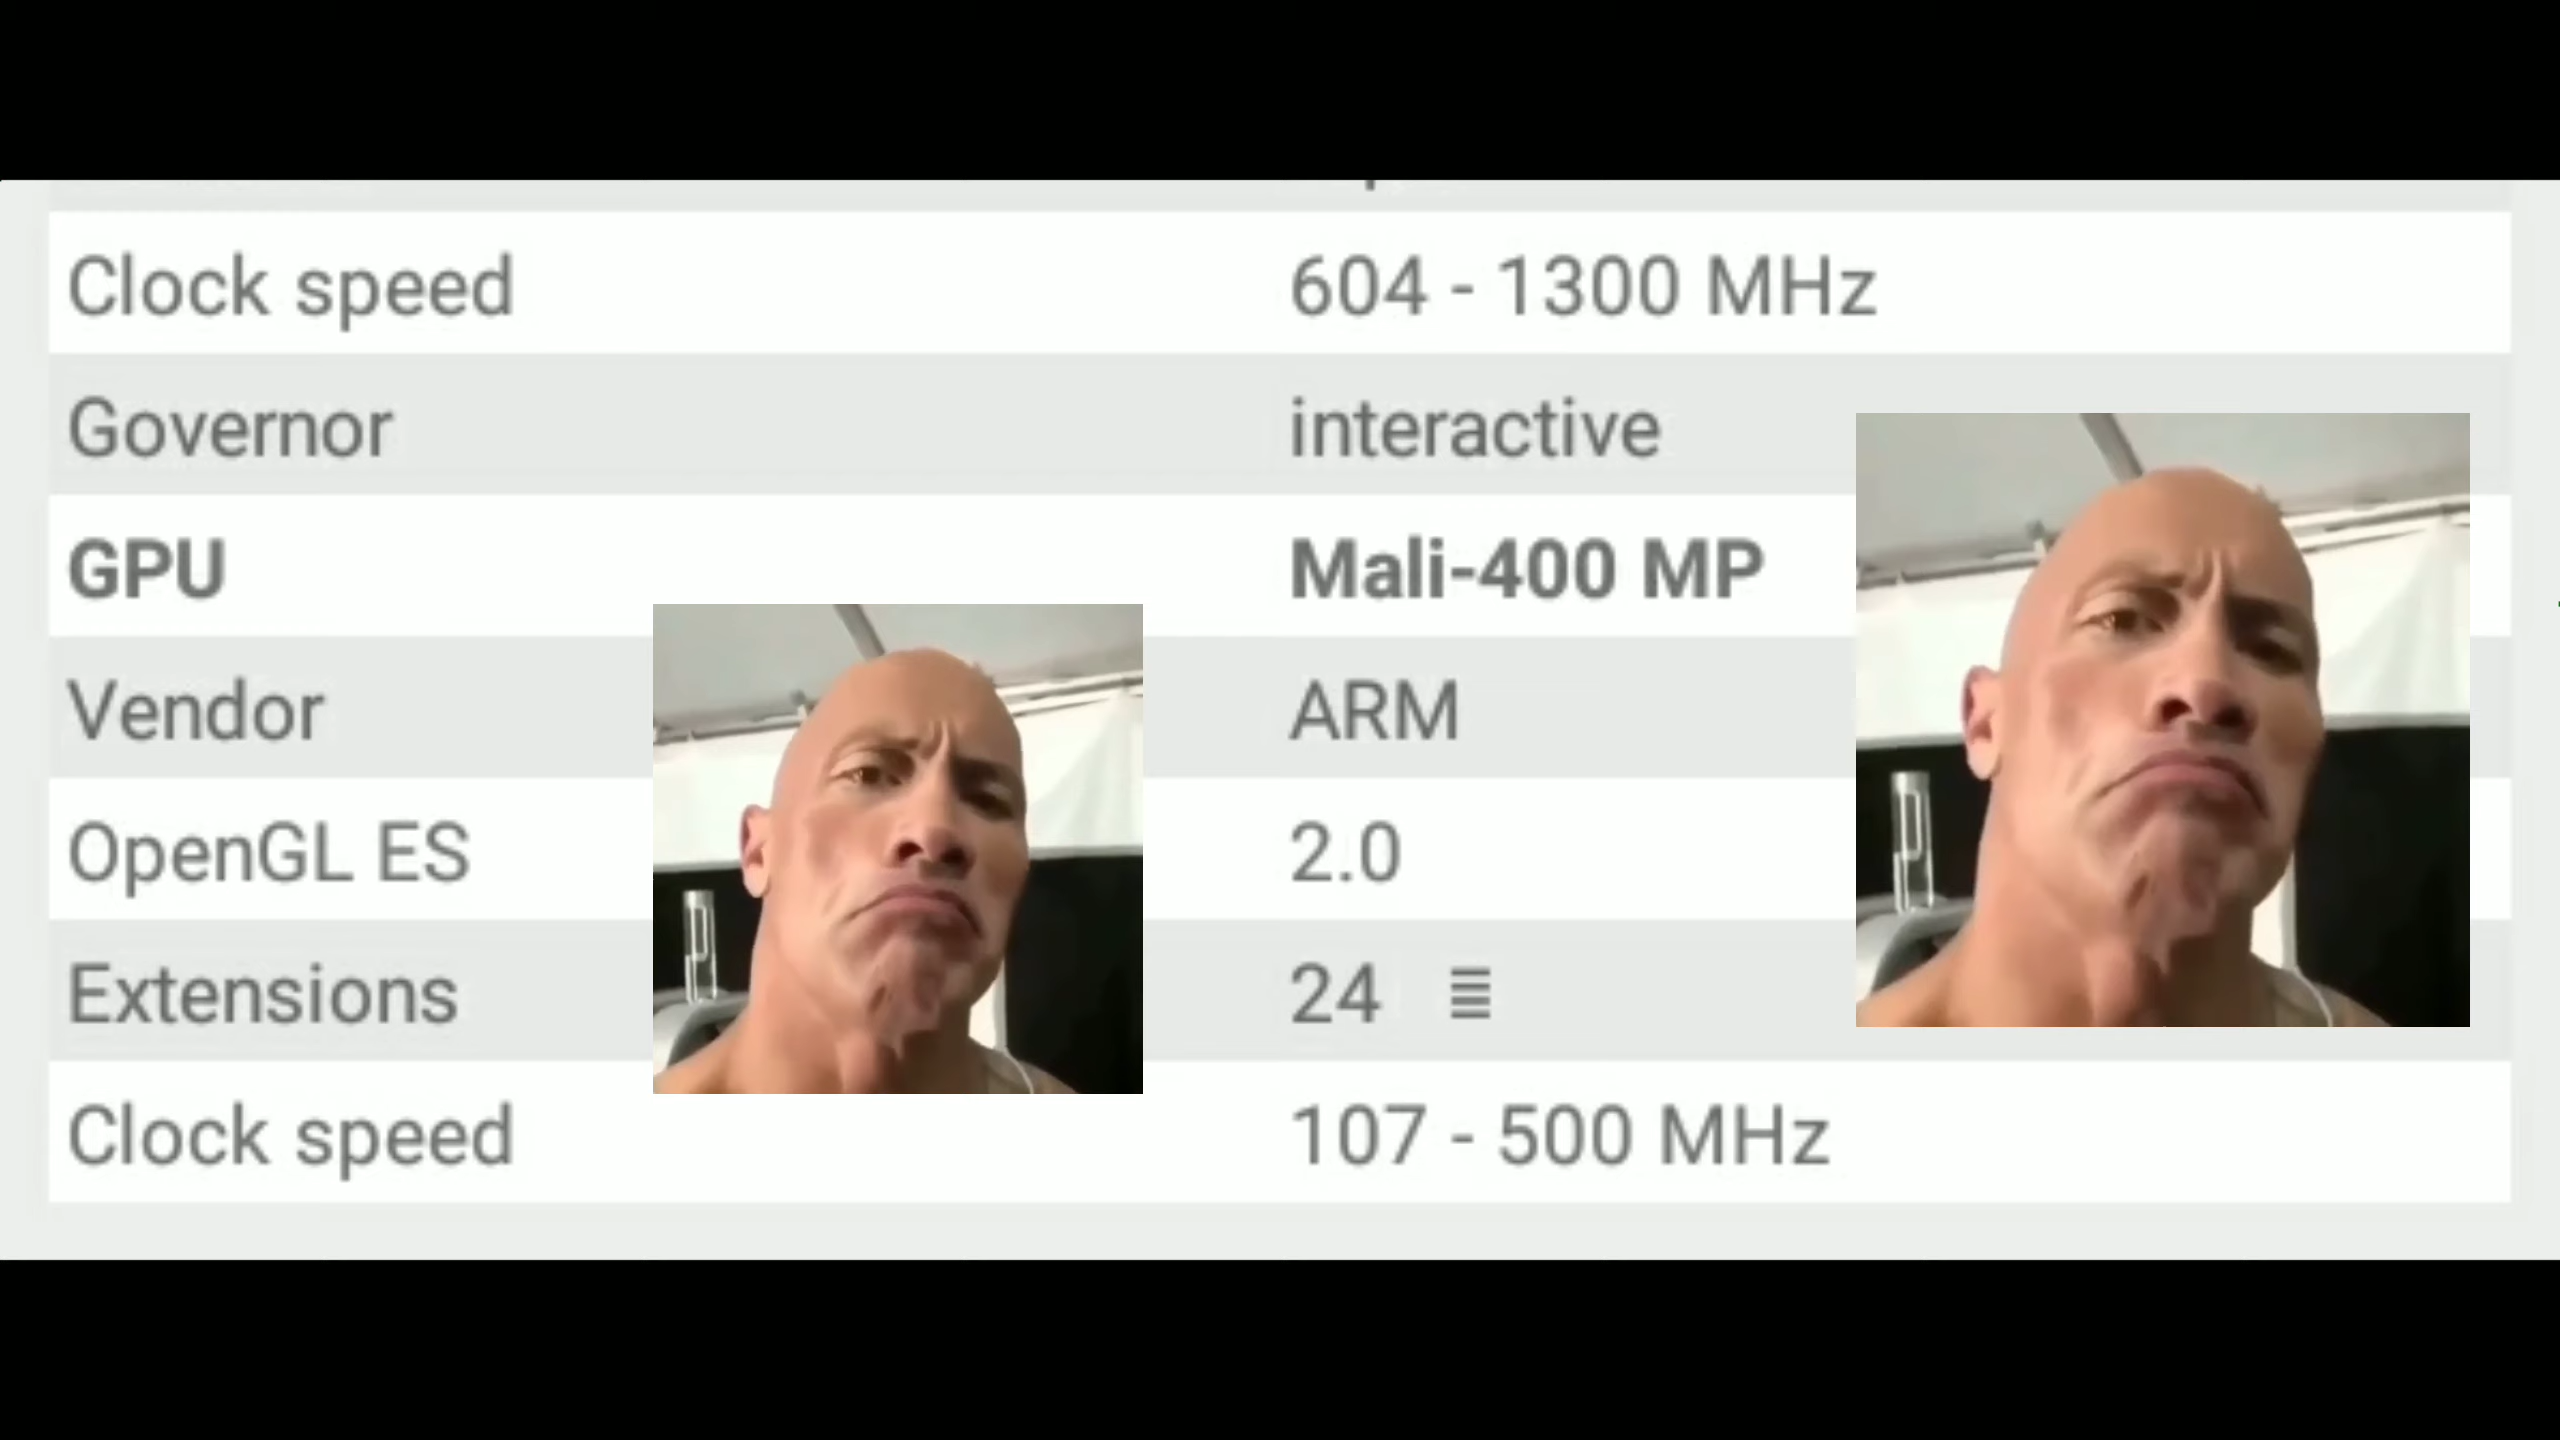 Clock speed 604 - 1300 MHz
Governor interactive
GPU Mali-400 MP
Vendor ARM
OpenGL ES 2.0
Extensions 24
Clock speed 107 - 500 MHz